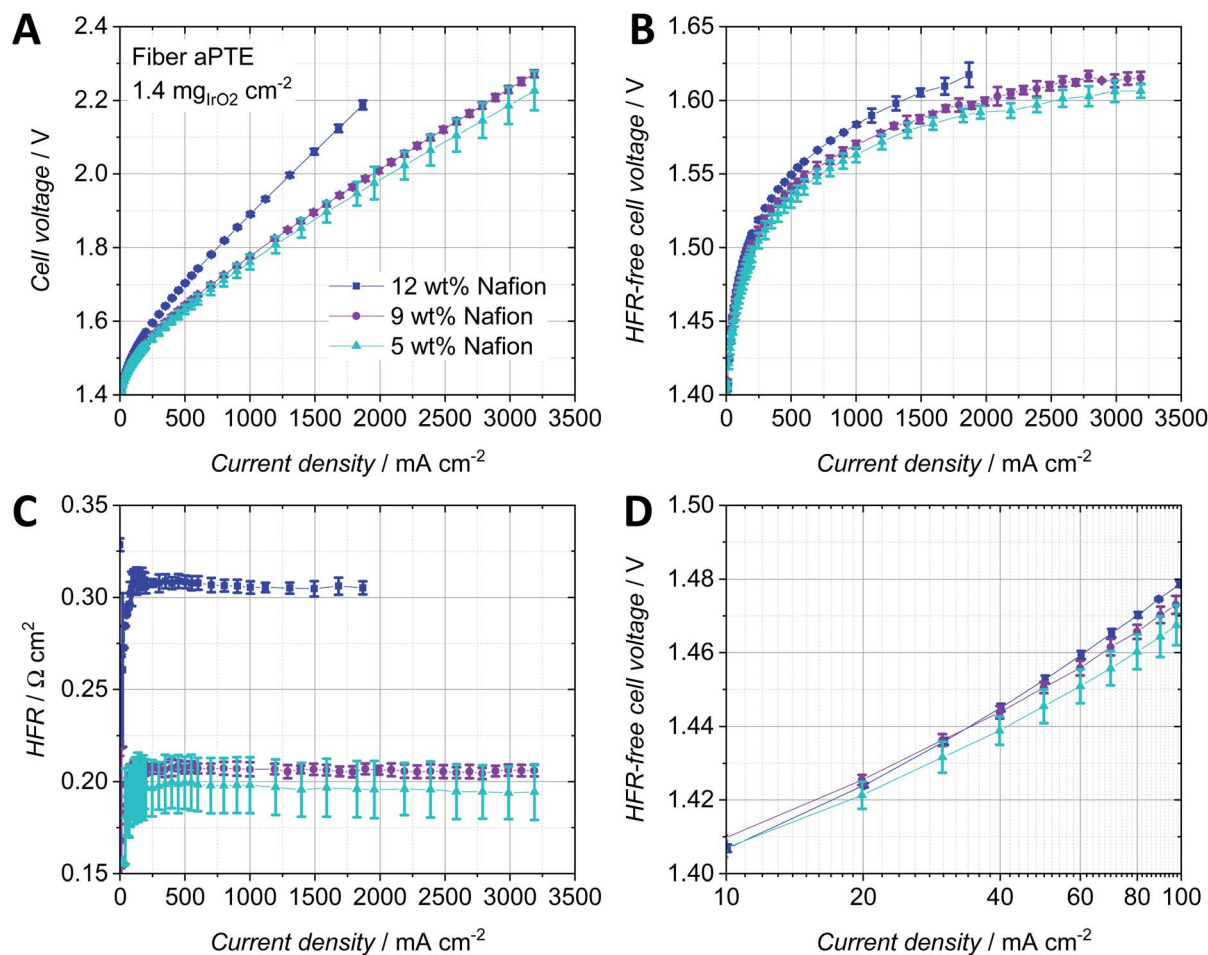 A
Fiber aPTE
1.4 mg_IrO2 cm-2
12 wt% Nafion
9 wt% Nafion
5 wt% Nafion
2.4
2.2
2.0
1.8
1.6
1.4
Cell voltage / V
0 500 1000 1500 2000 2500 3000 3500
Current density / mA cm-2
B
1.65
1.60
1.55
1.50
1.45
1.40
HFR-free cell voltage / V
0 500 1000 1500 2000 2500 3000 3500
Current density / mA cm-2
C
0.35
0.30
0.25
0.20
0.15
HFR / Ω cm2
0 500 1000 1500 2000 2500 3000 3500
Current density / mA cm-2
D
1.50
1.48
1.46
1.44
1.42
1.40
HFR-free cell voltage / V
10 20 40 60 80 100
Current density / mA cm-2